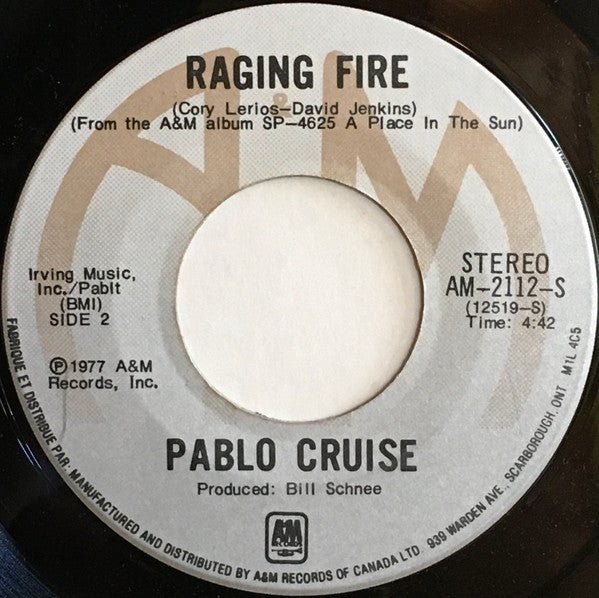 RAGING FIRE
(Cory Lerios-David Jenkins)
(From the A&M album SP-4625 A Place In The Sun)
A&M
Irving Music,
Inc./Pablt
(BMI)
SIDE 2
℗1977 A&M
Records, Inc.
STEREO
AM-2112-S
(12519-S)
Time: 4:42
PABLO CRUISE
Produced: Bill Schnee
A&M
RECORDS
FABRIQUE ET DISTRIBUE PAR· MANUFACTURED AND DISTRIBUTED BY A&M RECORDS OF CANADA LTD. 939 WARDEN AVE., SCARBOROUGH, ONT M1L 4C5